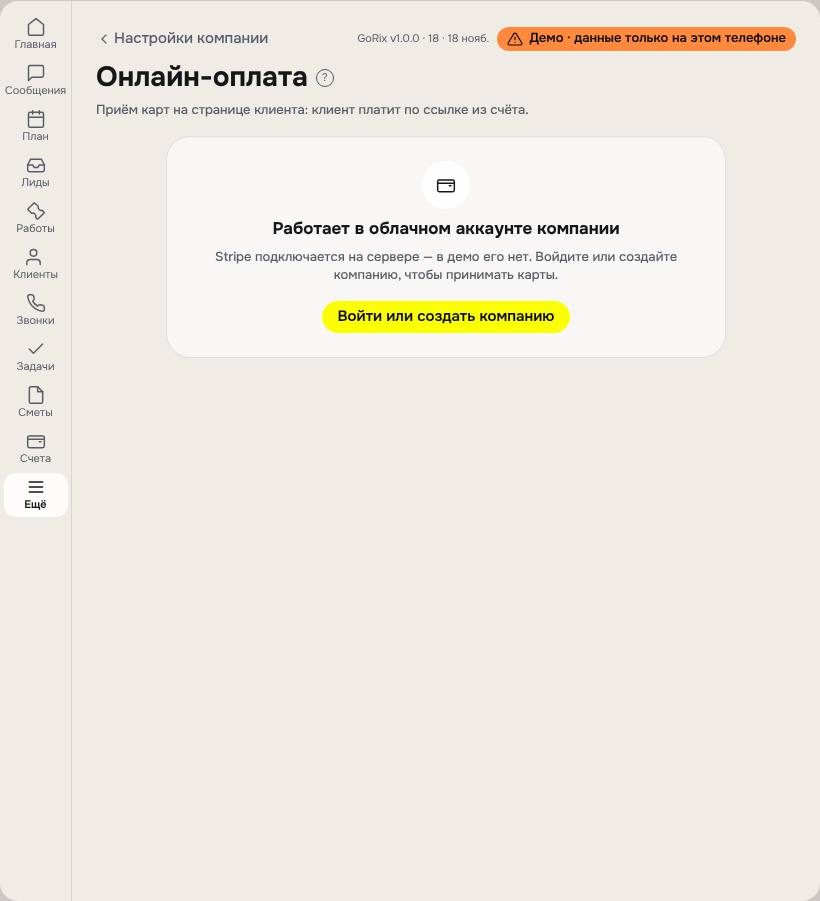 Главная
Сообщения
План
Лиды
Работы
Клиенты
Звонки
Задачи
Сметы
Счета
Ещё
Настройки компании
GoRix v1.0.0 · 18 · 18 нояб.
Демо · данные только на этом телефоне
Онлайн-оплата ?
Приём карт на странице клиента: клиент платит по ссылке из счёта.
Работает в облачном аккаунте компании
Stripe подключается на сервере — в демо его нет. Войдите или создайте
компанию, чтобы принимать карты.
Войти или создать компанию